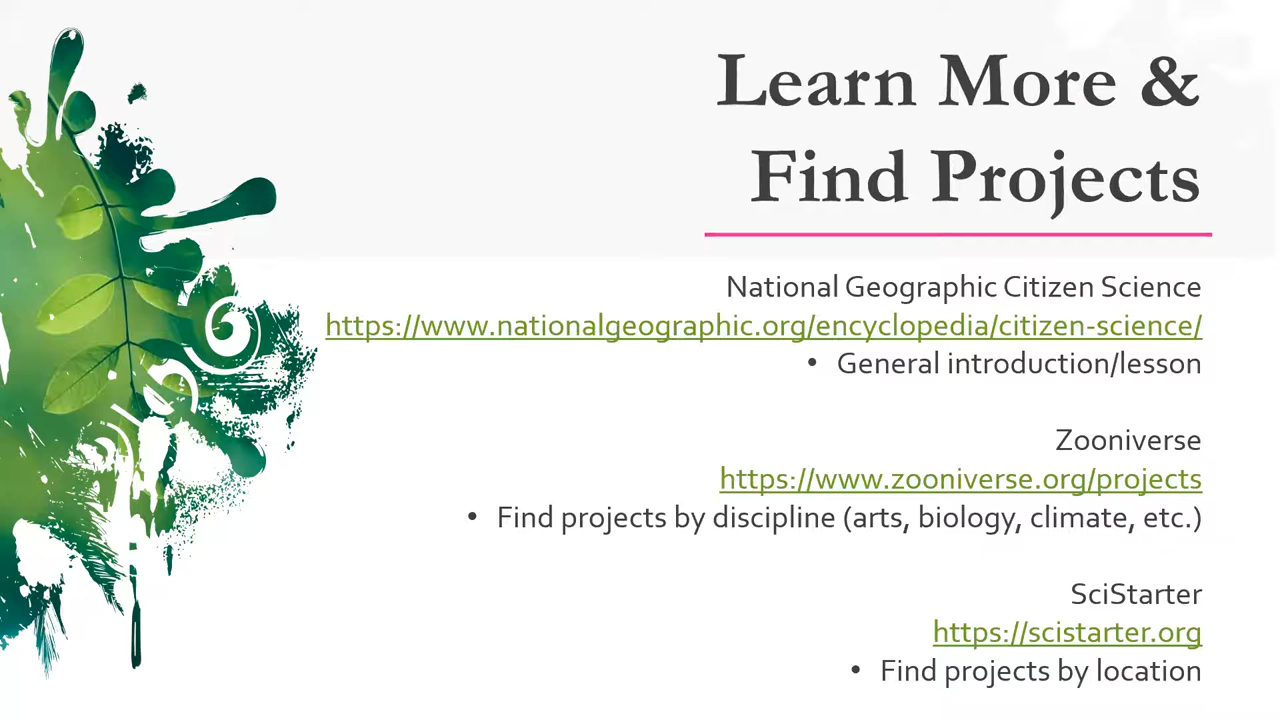 Learn More &
Find Projects
National Geographic Citizen Science
https://www.nationalgeographic.org/encyclopedia/citizen-science/
• General introduction/lesson
Zooniverse
https://www.zooniverse.org/projects
• Find projects by discipline (arts, biology, climate, etc.)
SciStarter
https://scistarter.org
• Find projects by location